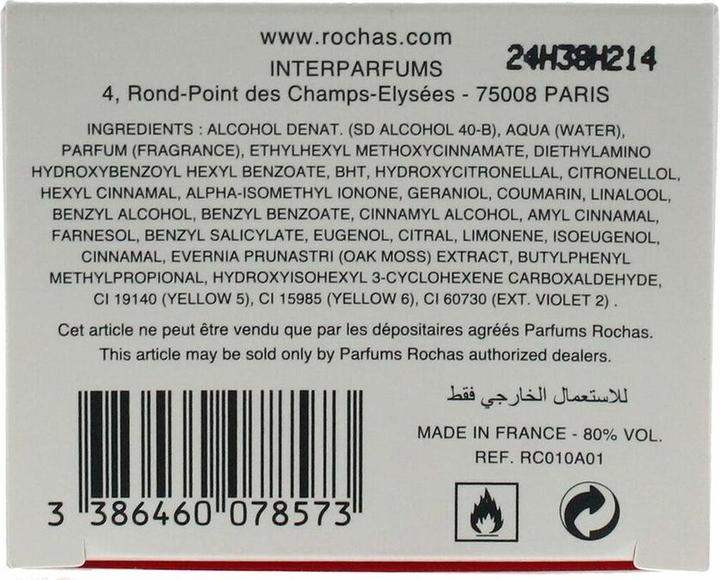 www.rochas.com
24H38H214
INTERPARFUMS
4, Rond-Point des Champs-Elysées - 75008 PARIS
INGREDIENTS : ALCOHOL DENAT. (SD ALCOHOL 40-B), AQUA (WATER),
PARFUM (FRAGRANCE), ETHYLHEXYL METHOXYCINNAMATE, DIETHYLAMINO
HYDROXYBENZOYL HEXYL BENZOATE, BHT, HYDROXYCITRONELLAL, CITRONELLOL,
HEXYL CINNAMAL, ALPHA-ISOMETHYL IONONE, GERANIOL, COUMARIN, LINALOOL,
BENZYL ALCOHOL, BENZYL BENZOATE, CINNAMYL ALCOHOL, AMYL CINNAMAL,
FARNESOL, BENZYL SALICYLATE, EUGENOL, CITRAL, LIMONENE, ISOEUGENOL,
CINNAMAL, EVERNIA PRUNASTRI (OAK MOSS) EXTRACT, BUTYLPHENYL
METHYLPROPIONAL, HYDROXYISOHEXYL 3-CYCLOHEXENE CARBOXALDEHYDE,
CI 19140 (YELLOW 5), CI 15985 (YELLOW 6), CI 60730 (EXT. VIOLET 2) .
Cet article ne peut être vendu que par les dépositaires agréés Parfums Rochas.
This article may be sold only by Parfums Rochas authorized dealers.
للاستعمال الخارجي فقط
MADE IN FRANCE - 80% VOL.
REF. RC010A01
3 386460 078573